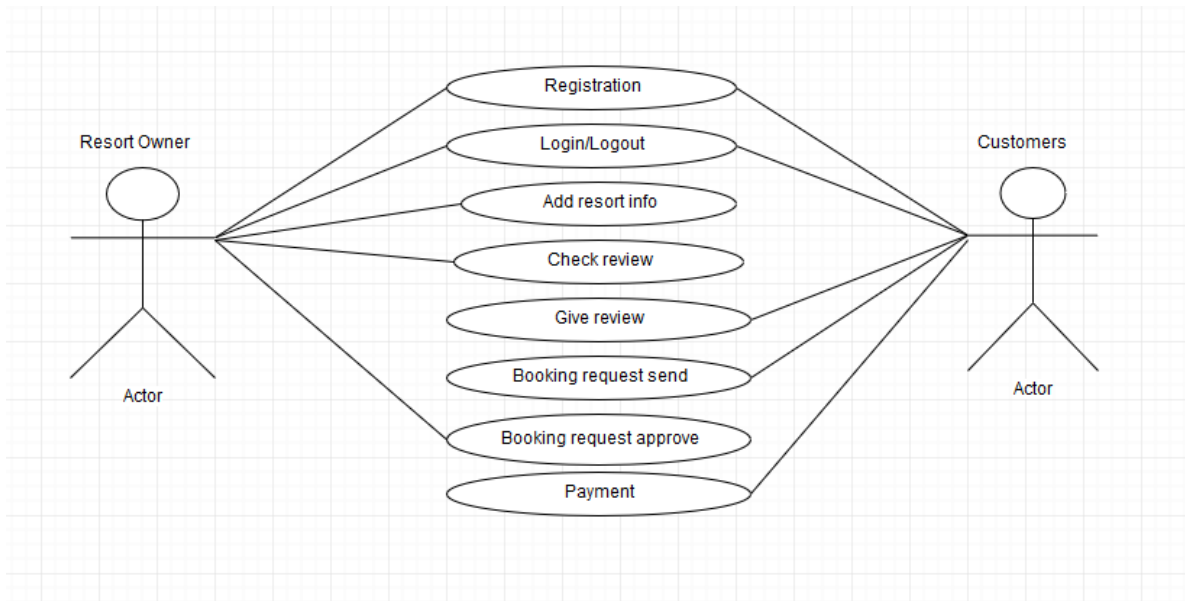 Registration
Resort Owner
Login/Logout
Customers
Add resort info
Check review
Give review
Booking request send
Actor
Actor
Booking request approve
Payment